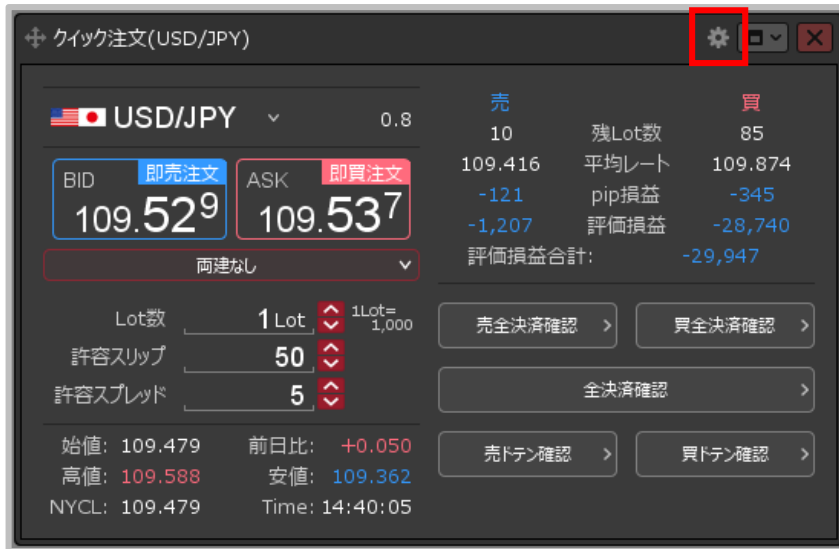 クイック注文(USD/JPY)
USD/JPY 0.8
BID 即売注文 109.529
ASK 即買注文 109.537
両建なし
Lot数 1 Lot 1Lot= 1,000
許容スリップ 50
許容スプレッド 5
始値: 109.479 前日比: +0.050
高値: 109.588 安値: 109.362
NYCL: 109.479 Time: 14:40:05
売 買
10 残Lot数 85
109.416 平均レート 109.874
-121 pip損益 -345
-1,207 評価損益 -28,740
評価損益合計: -29,947
売全決済確認 買全決済確認
全決済確認
売ドテン確認 買ドテン確認